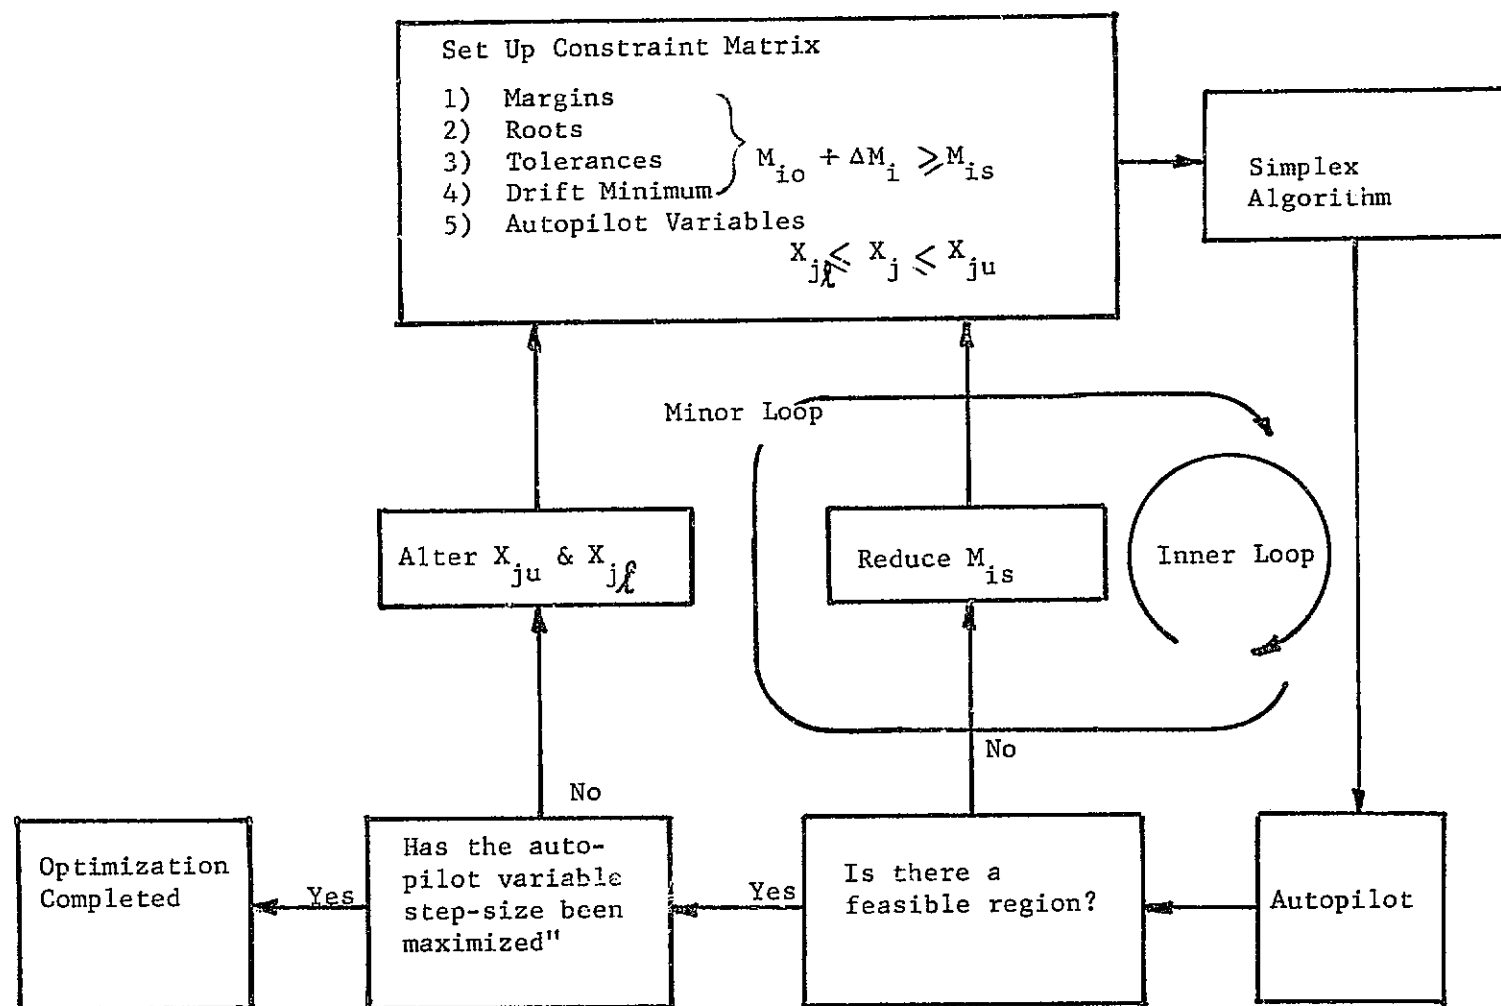 Set Up Constraint Matrix
1) Margins
2) Roots
3) Tolerances
4) Drift Minimum
M_io + ΔM_i ⩾ M_is
5) Autopilot Variables
X_jℓ ⩽ X_j ⩽ X_ju
Simplex
Algorithm
Minor Loop
Alter X_ju & X_jℓ
Reduce M_is
Inner Loop
No
No
Optimization
Completed
Yes
Has the auto-
pilot variable
step-size been
maximized"
Yes
Is there a
feasible region?
Autopilot